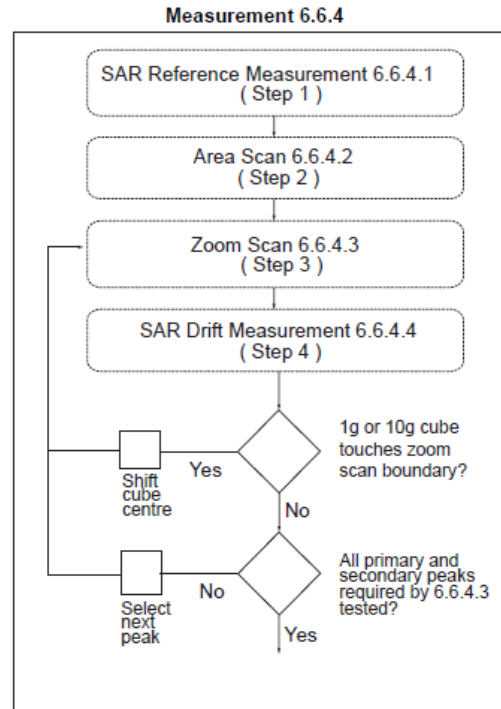 Measurement 6.6.4
SAR Reference Measurement 6.6.4.1
( Step 1 )
Area Scan 6.6.4.2
( Step 2 )
Zoom Scan 6.6.4.3
( Step 3 )
SAR Drift Measurement 6.6.4.4
( Step 4 )
1g or 10g cube
touches zoom
scan boundary?
Yes
Shift
cube
centre
No
All primary and
secondary peaks
required by 6.6.4.3
tested?
No
Select
next
peak
Yes